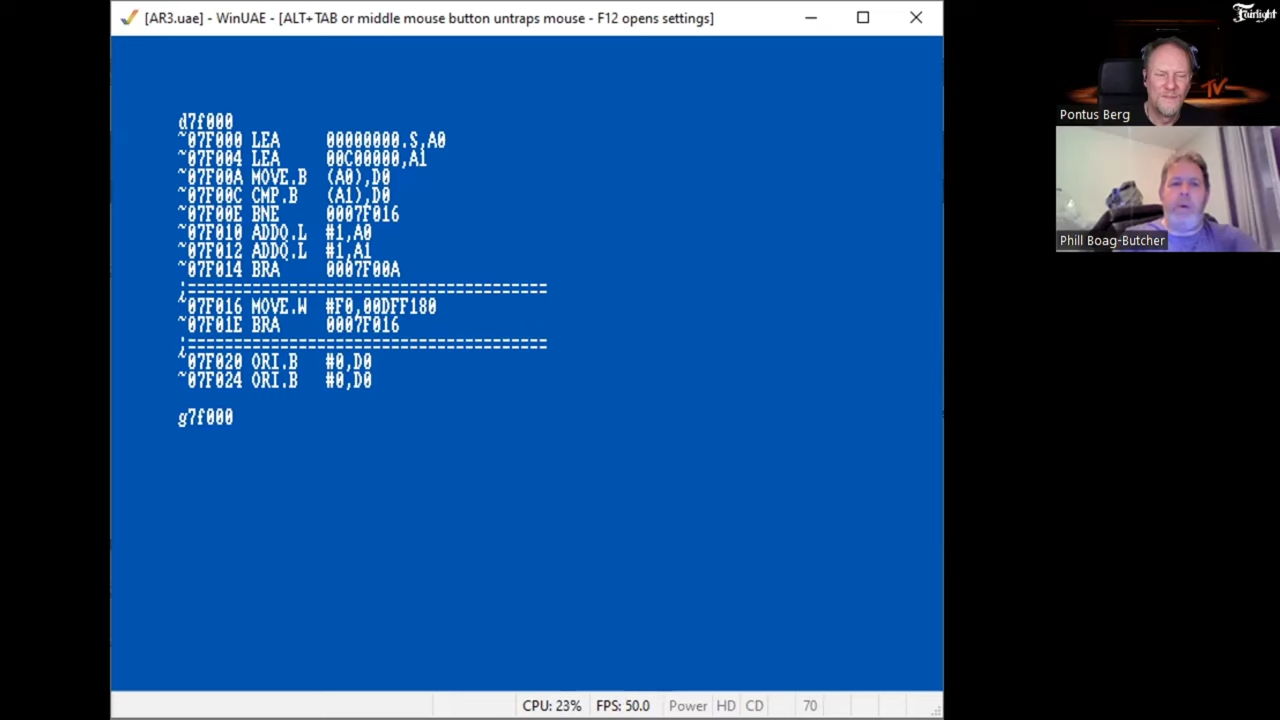 [AR3.uae] - WinUAE - [ALT+TAB or middle mouse button untraps mouse - F12 opens settings]
Fairlight
TV
Pontus Berg
Phill Boag-Butcher
d7f000
~07F000 LEA 00000000.S,A0
~07F004 LEA 00C00000,A1
~07F00A MOVE.B (A0),D0
~07F00C CMP.B (A1),D0
~07F00E BNE 0007F016
~07F010 ADDQ.L #1,A0
~07F012 ADDQ.L #1,A1
~07F014 BRA 0007F00A
;=======================================
~07F016 MOVE.W #F0,00DFF180
~07F01E BRA 0007F016
;=======================================
~07F020 ORI.B #0,D0
~07F024 ORI.B #0,D0
g7f000
CPU: 23% FPS: 50.0 Power HD CD 70